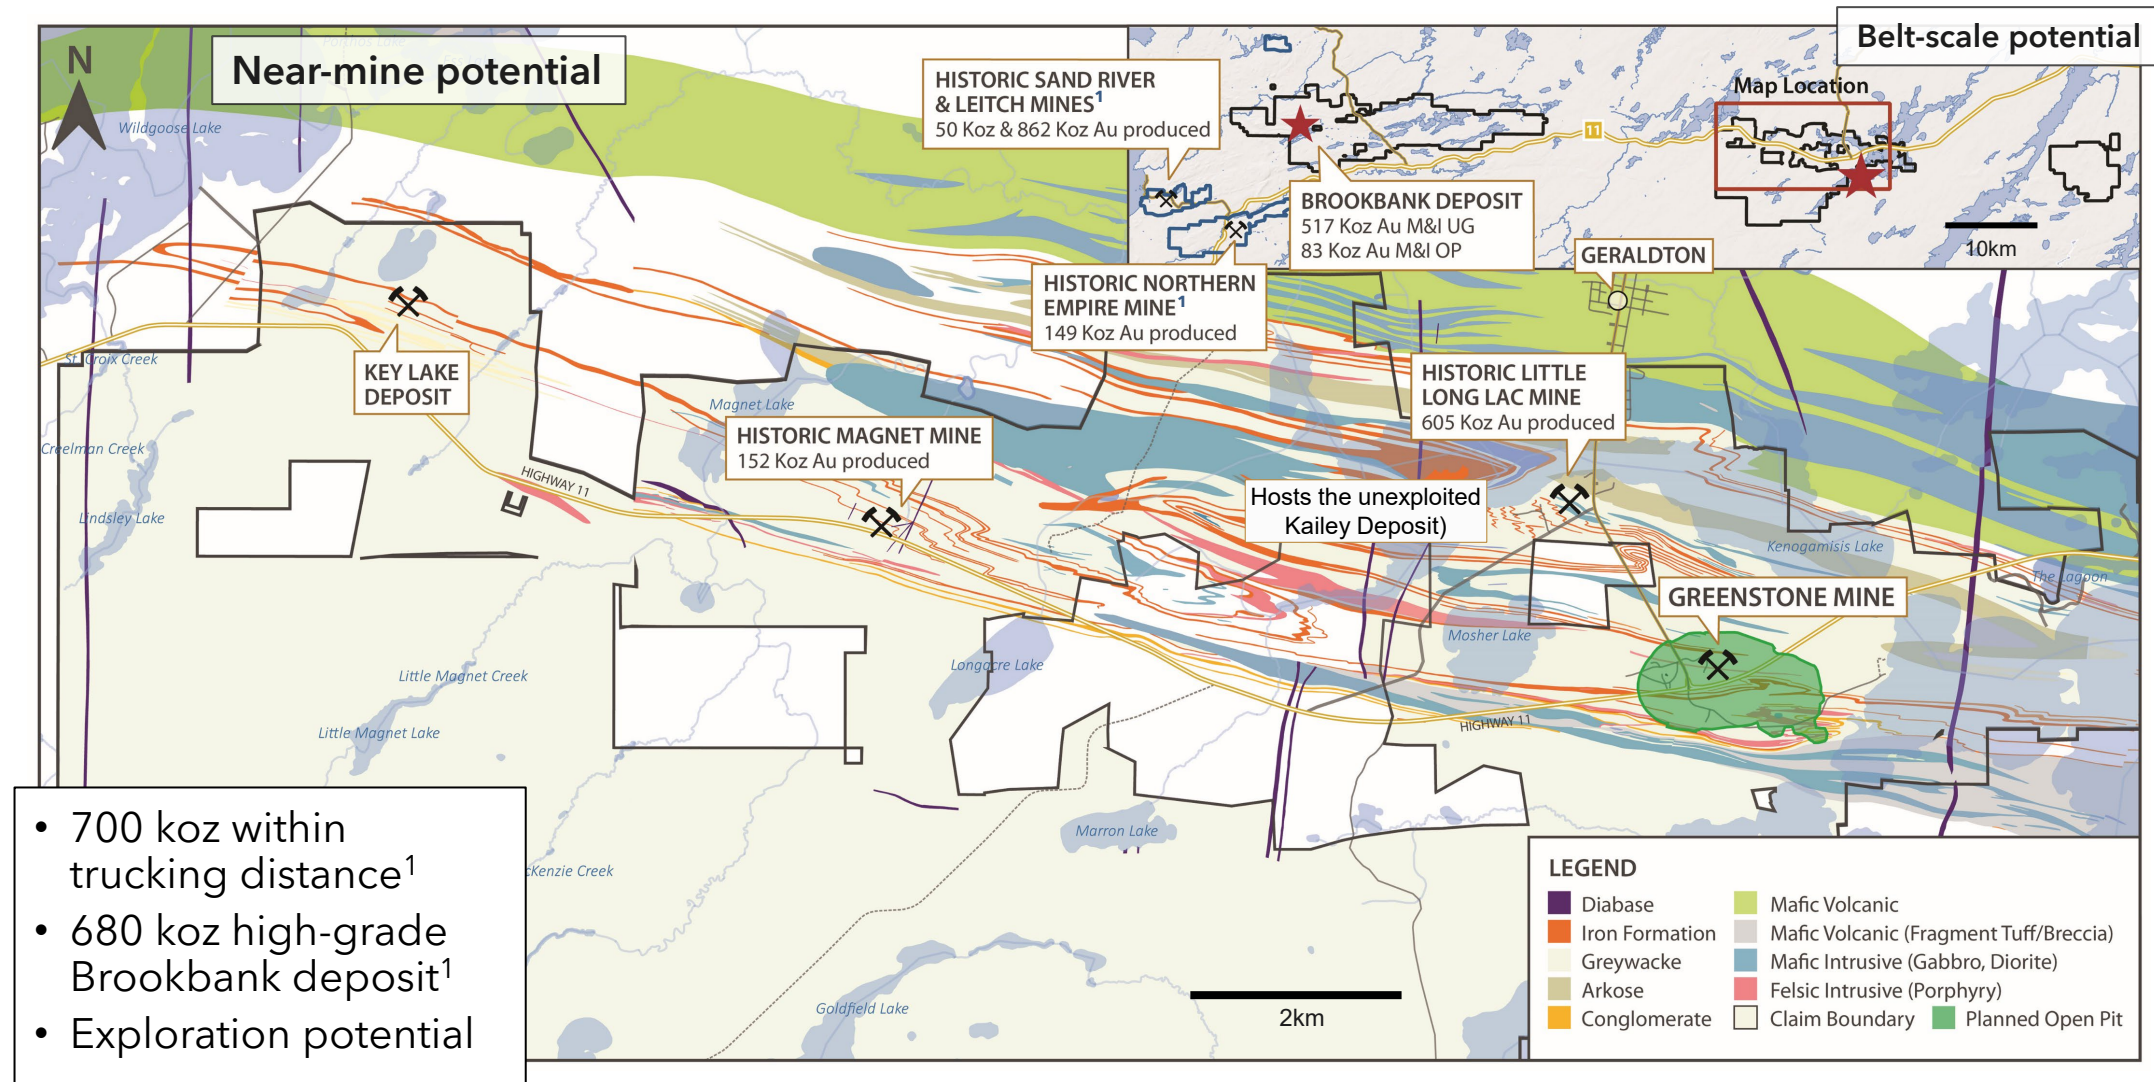 Near-mine potential
Belt-scale potential
N
Wildgoose Lake
HISTORIC SAND RIVER
& LEITCH MINES1
50 Koz & 862 Koz Au produced
Map Location
11
BROOKBANK DEPOSIT
517 Koz Au M&I UG
83 Koz Au M&I OP
10km
GERALDTON
HISTORIC NORTHERN
EMPIRE MINE1
149 Koz Au produced
St. Croix Creek
KEY LAKE
DEPOSIT
HISTORIC LITTLE
LONG LAC MINE
605 Koz Au produced
Magnet Lake
HISTORIC MAGNET MINE
152 Koz Au produced
Creelman Creek
HIGHWAY 11
Lindsley Lake
Hosts the unexploited
Kailey Deposit)
Kenogamisis Lake
The Lagoon
GREENSTONE MINE
Mosher Lake
Longacre Lake
Little Magnet Creek
Little Magnet Lake
HIGHWAY 11
Marron Lake
cKenzie Creek
Goldfield Lake
2km
• 700 koz within
trucking distance1
• 680 koz high-grade
Brookbank deposit1
• Exploration potential
LEGEND
Diabase
Iron Formation
Greywacke
Arkose
Conglomerate
Mafic Volcanic
Mafic Volcanic (Fragment Tuff/Breccia)
Mafic Intrusive (Gabbro, Diorite)
Felsic Intrusive (Porphyry)
Claim Boundary
Planned Open Pit